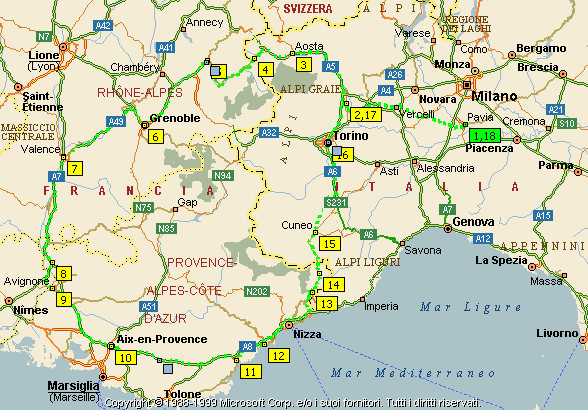 SVIZZERA
ALPI
REGIONE
DEI LAGHI
N7
A42
Annecy
A41
Lione
(Lyon)
Aosta
A5
Varese
Como
Bergamo
Brescia
Monza
A26
A4
Milano
Chambéry
4
3
Saint-
Etienne
RHÔNE-ALPES
ALPI GRAIE
Novara
2,17
Vercelli
Pavia
Cremona
S10
A21
1,18
Piacenza
A49
Grenoble
6
MASSICCIO
CENTRALE
Valence
7
A7
A32
ALPI
Torino
16
A6
Asti
Alessandria
Parma
FRANCIA
N94
ITALIA
S231
A7
N75
Gap
N85
Cuneo
15
A6
Genova
A12
A15
APPENNINI
Savona
La Spezia
Massa
PROVENCE-
ALPES-CÔTE
D'AZUR
ALPI LIGURI
Avignone
8
9
N202
14
13
Imperia
Mar Ligure
Nîmes
A51
Aix-en-Provence
10
A8
11
12
Nizza
Livorno
Marsiglia
(Marseille)
Tolone
Mar Mediterraneo
Copyright © 1988-1999 Microsoft Corp. e/o i suoi fornitori. Tutti i diritti riservati.